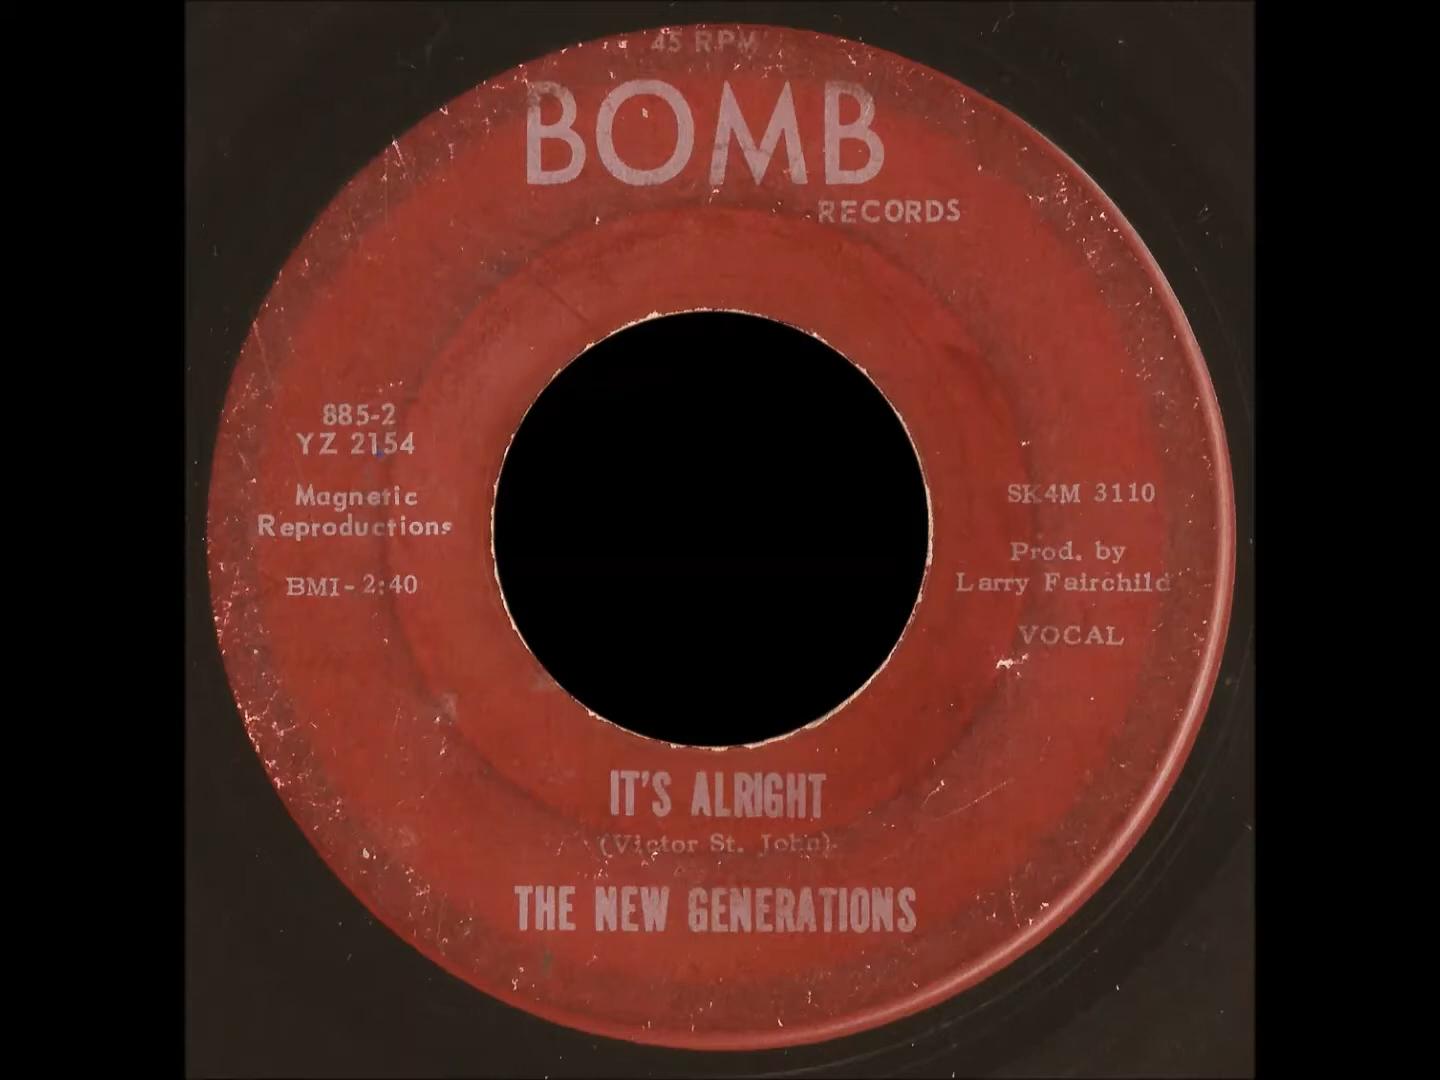 45 RPM
BOMB
RECORDS
885-2
YZ 2154
Magnetic
Reproductions
BMI-2:40
SK4M 3110
Prod. by
Larry Fairchild
VOCAL
IT'S ALRIGHT
(Victor St. John)
THE NEW GENERATIONS